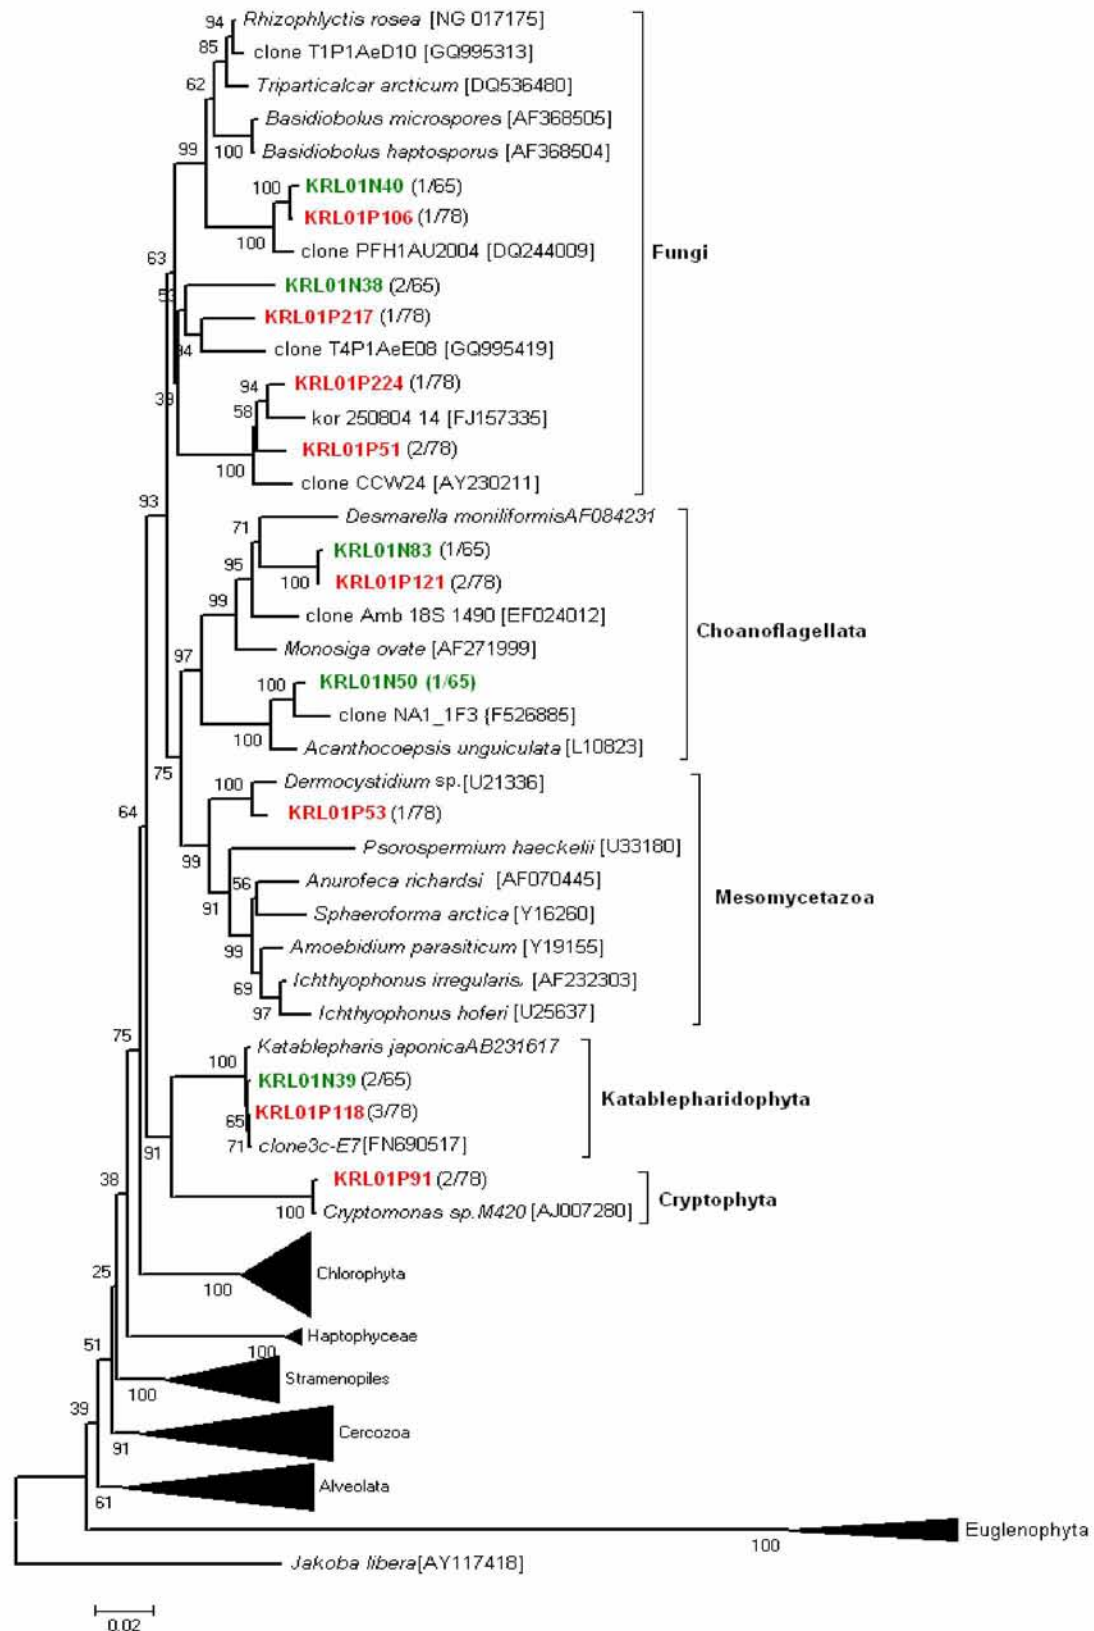 94 Rhizophlyctis rosea [NG 017175]
85 clone T1P1AeD10 [GQ995313]
62 Triparticalcar arcticum [DQ536480]
Basidiobolus microspores [AF368505]
99 100 Basidiobolus haptosporus [AF368504]
100 KRL01N40 (1/65)
KRL01P106 (1/78)
100 clone PFH1AU2004 [DQ244009] Fungi
63
KRL01N38 (2/65)
53
KRL01P217 (1/78)
94 clone T4P1AeE08 [GQ995419]
94 KRL01P224 (1/78)
39 58 kor 250804 14 [FJ157335]
KRL01P51 (2/78)
100 clone CCW24 [AY230211]
93
71 Desmarella moniliformisAF084231
KRL01N83 (1/65)
95 100 KRL01P121 (2/78)
99 clone Amb 18S 1490 [EF024012]
Choanoflagellata
97 Monosiga ovate [AF271999]
100 KRL01N50 (1/65)
clone NA1_1F3 {F526885]
100 Acanthocoepsis unguiculata [L10823]
75 100 Dermocystidium sp.[U21336]
64 KRL01P53 (1/78)
99 Psorospermium haeckelii [U33180]
56 Anurofeca richardsi [AF070445]
Mesomycetazoa
91 Sphaeroforma arctica [Y16260]
99 Amoebidium parasiticum [Y19155]
69 Ichthyophonus irregularis. [AF232303]
97 Ichthyophonus hoferi [U25637]
75
100 Katablepharis japonicaAB231617
KRL01N39 (2/65)
Katablepharidophyta
65 KRL01P118 (3/78)
91 71 clone3c-E7[FN690517]
38 KRL01P91 (2/78)
Cryptophyta
100 Cryptomonas sp.M420 [AJ007280]
25 100 Chlorophyta
51 100 Haptophyceae
100 Stramenopiles
39
91 Cercozoa
61 Alveolata
100 Euglenophyta
Jakoba libera[AY117418]
0.02